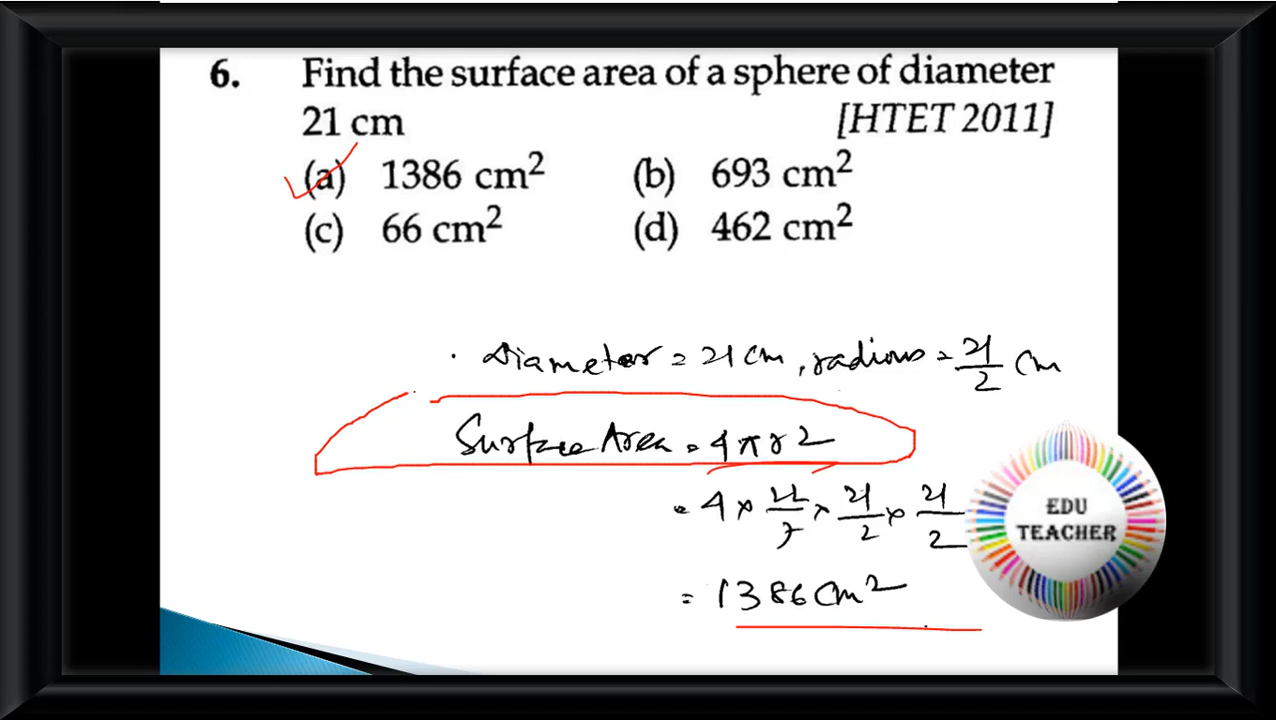 6. Find the surface area of a sphere of diameter
21 cm [HTET 2011]
(a) 1386 cm² (b) 693 cm²
(c) 66 cm² (d) 462 cm²
Diameter = 21 cm, radius = 21/2 cm
Surface Area = 4πr2
= 4 × 22/7 × 21/2 × 21/2
= 1386 cm2
EDU
TEACHER